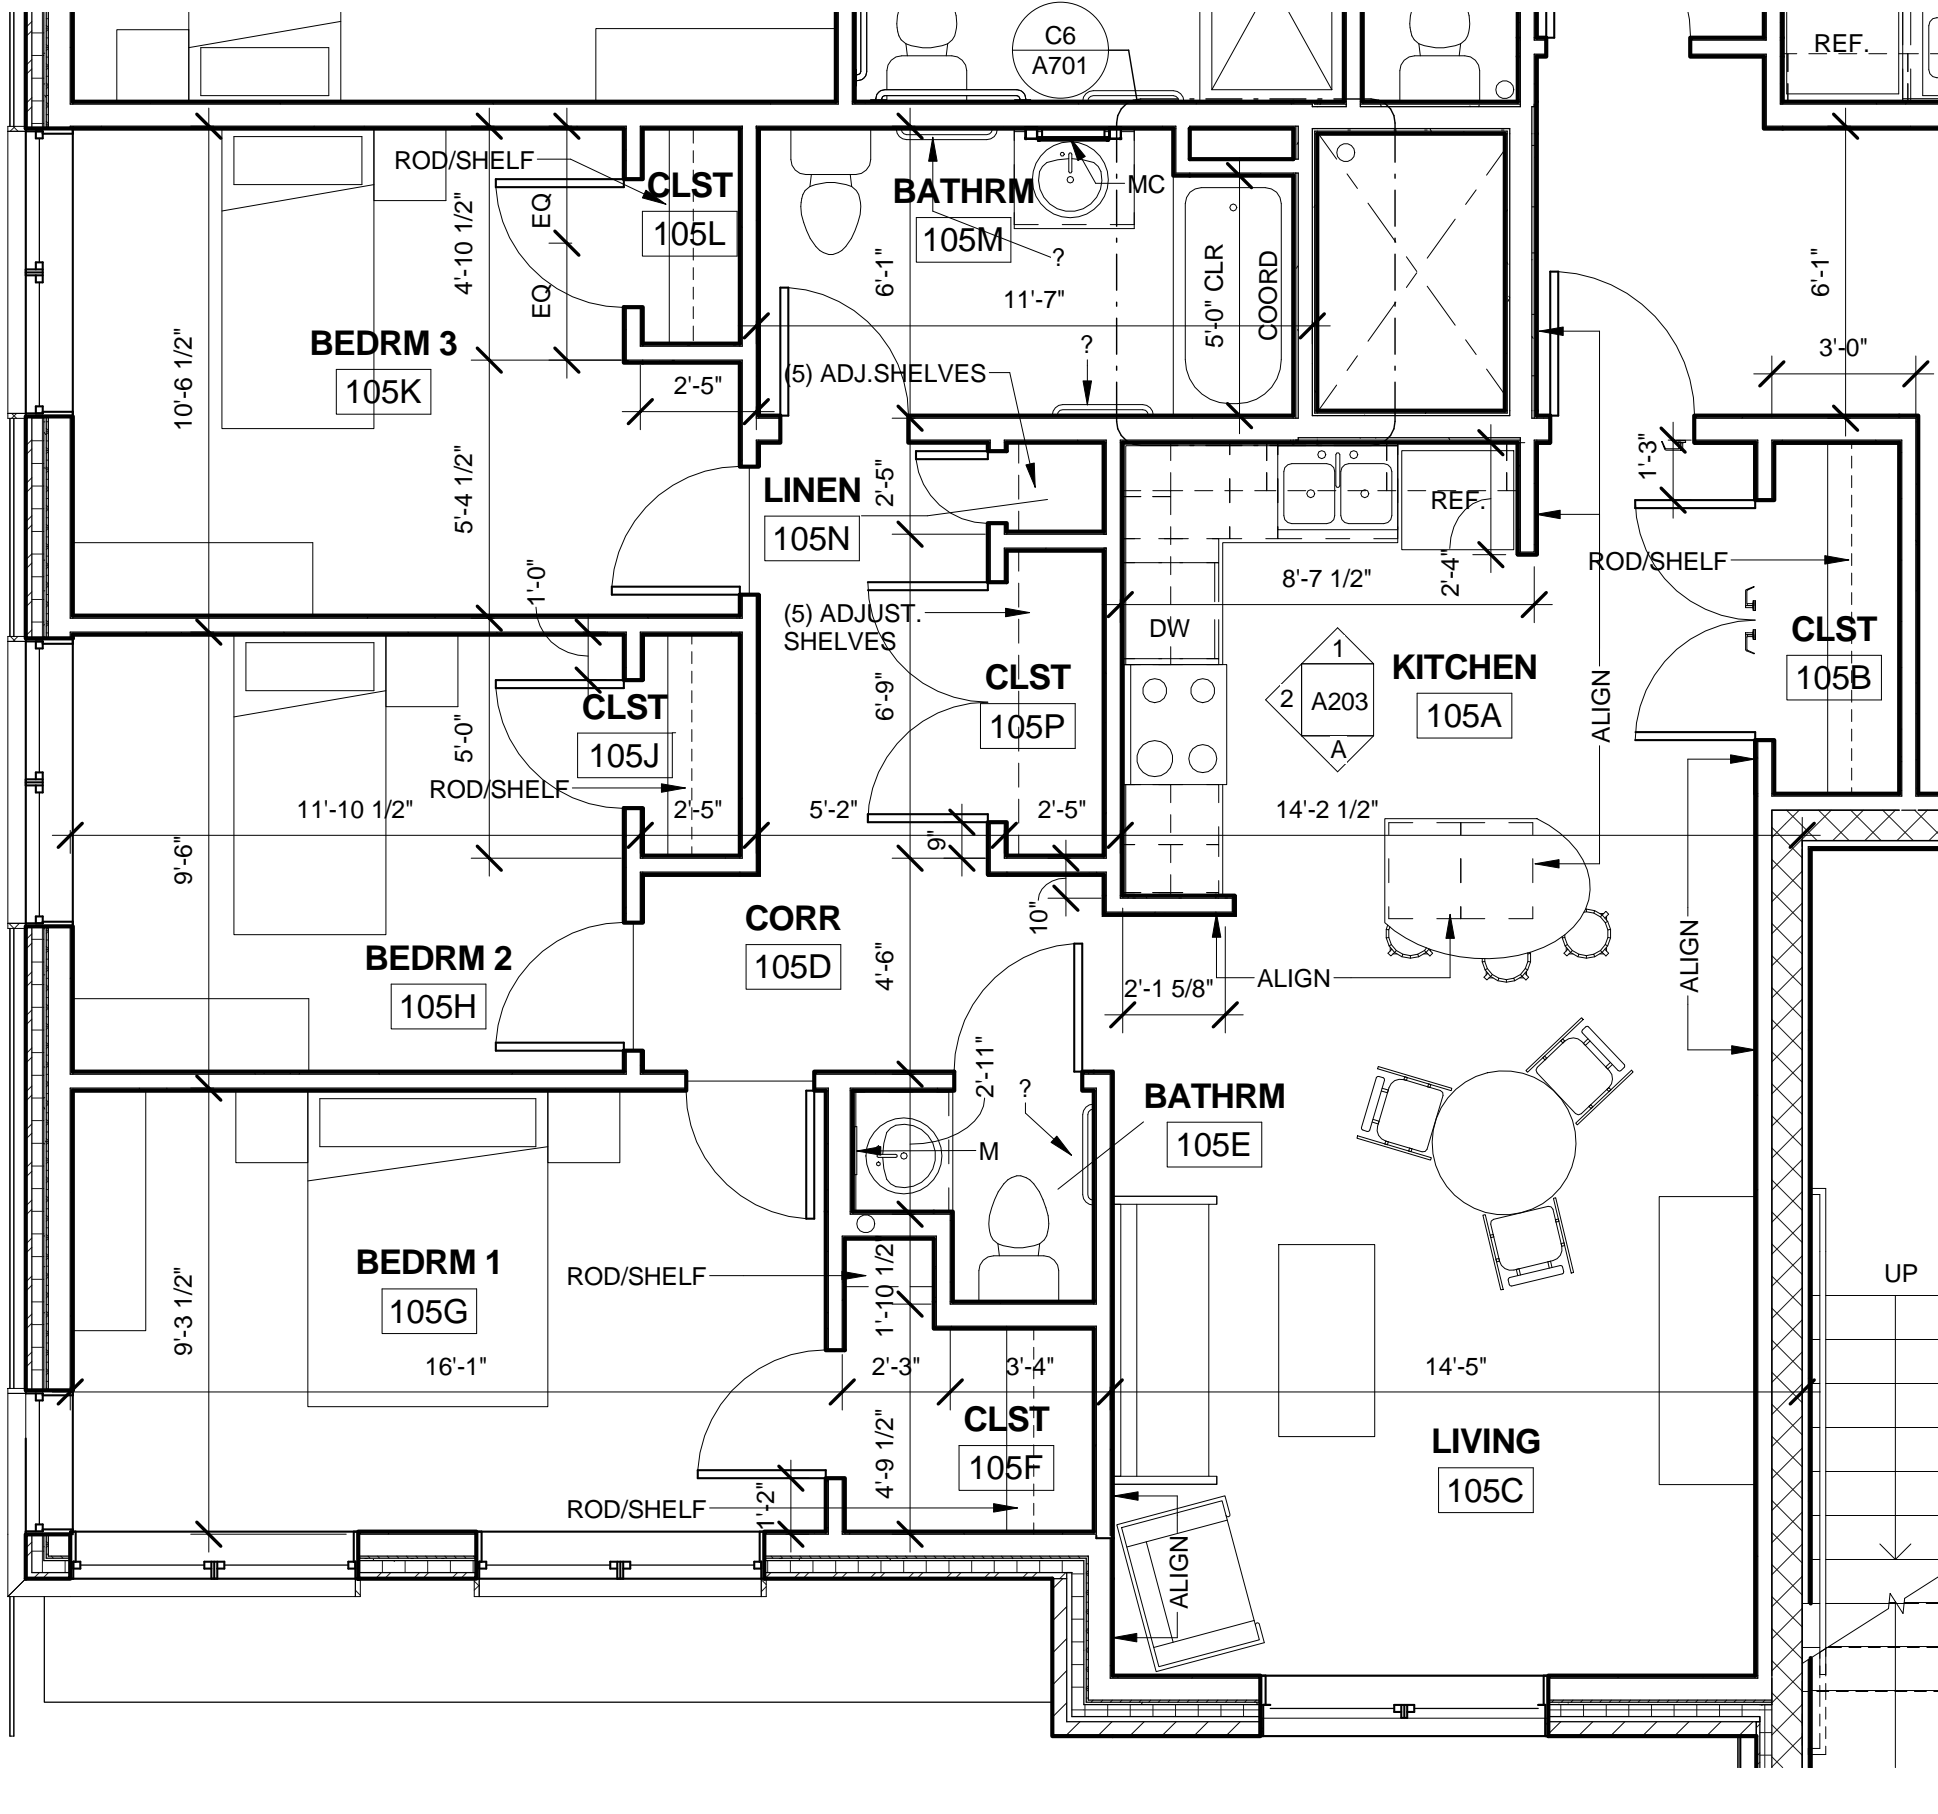 C6
A701
REF.
ROD/SHELF
CLST
105L
BATHRM
105M
MC
?
EQ
EQ
4'-10 1/2"
6'-1"
11'-7"
5'-0" CLR
COORD
6'-1"
BEDRM 3
105K
10'-6 1/2"
2'-5"
(5) ADJ.SHELVES
?
3'-0"
5'-4 1/2"
LINEN
105N
2'-5"
REF.
1'-3"
ROD/SHELF
1'-0"
8'-7 1/2"
2'-4"
(5) ADJUST.
SHELVES
DW
1
2
A203
A
KITCHEN
105A
CLST
105B
ALIGN
CLST
105P
6'-9"
CLST
105J
5'-0"
ROD/SHELF
11'-10 1/2"
2'-5"
5'-2"
2'-5"
14'-2 1/2"
9'-6"
9"
10"
CORR
105D
BEDRM 2
105H
4'-6"
2'-1 5/8"
ALIGN
ALIGN
2'-11"
?
M
BATHRM
105E
BEDRM 1
105G
ROD/SHELF
1'-10 1/2"
UP
9'-3 1/2"
16'-1"
2'-3"
3'-4"
14'-5"
CLST
105F
4'-9 1/2"
LIVING
105C
ROD/SHELF
1'-2"
ALIGN